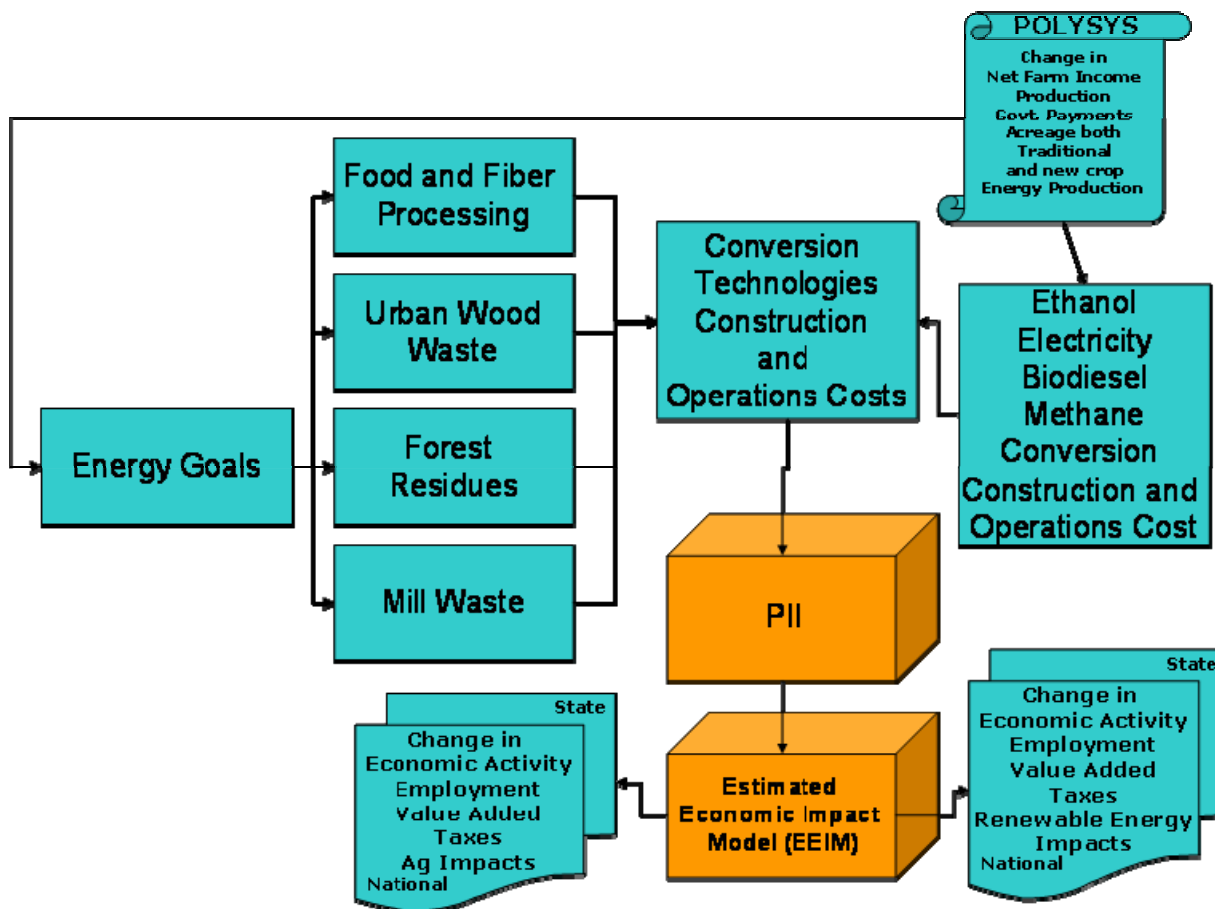 POLYSYS
Change in
Net Farm Income
Production
Govt. Payments
Acreage both
Traditional
and new crop
Energy Production
Food and Fiber
Processing
Urban Wood
Waste
Forest
Residues
Mill Waste
Energy Goals
Conversion
Technologies
Construction
and
Operations Costs
Ethanol
Electricity
Biodiesel
Methane
Conversion
Construction and
Operations Cost
PII
Estimated
Economic Impact
Model (EEIM)
State
Change in
Economic Activity
Employment
Value Added
Taxes
Ag Impacts
National
State
Change in
Economic Activity
Employment
Value Added
Taxes
Renewable Energy
Impacts
National